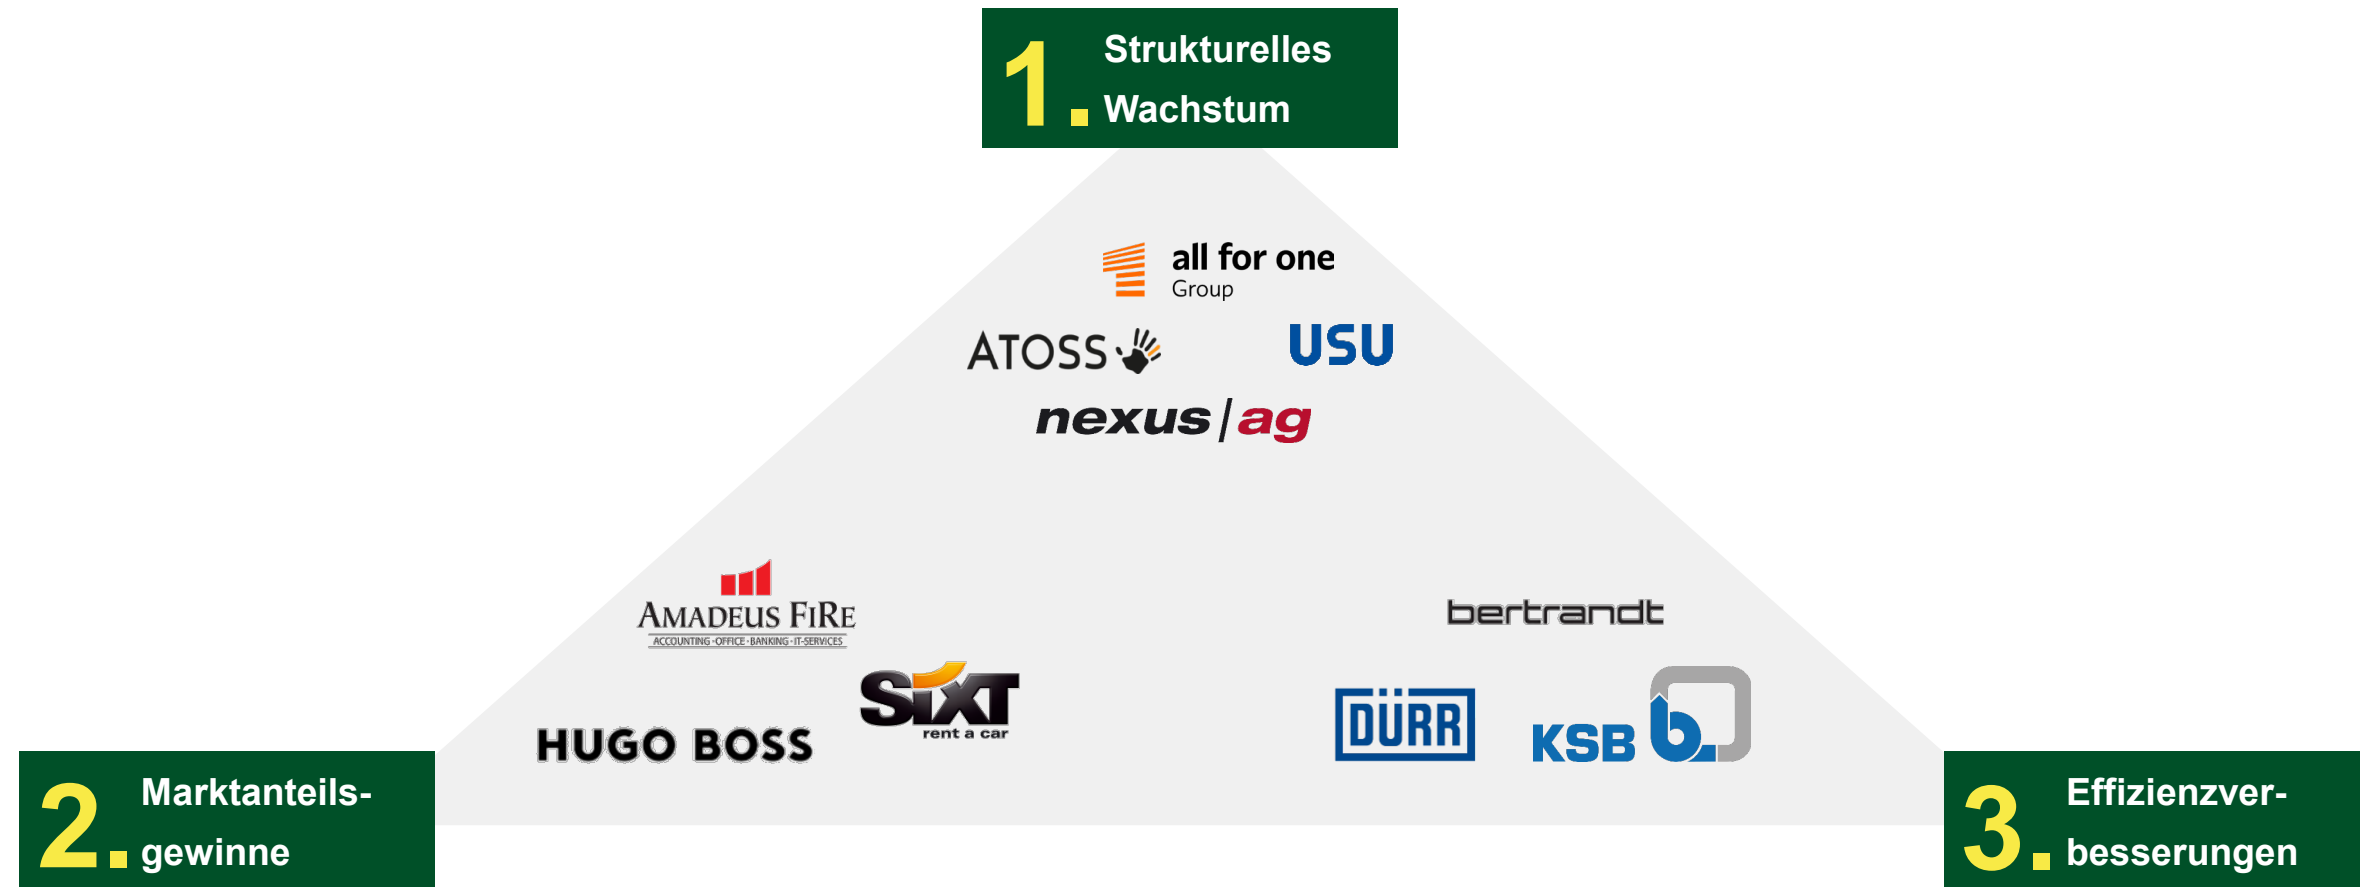 1. Strukturelles
Wachstum
all for one
Group
ATOSS
USU
nexus/ag
AMADEUS FIRE
ACCOUNTING · OFFICE · BANKING · IT-SERVICES
bertrandt
SIXT
rent a car
HUGO BOSS
DÜRR
KSB b.
2. Marktanteils-
gewinne
3. Effizienzver-
besserungen